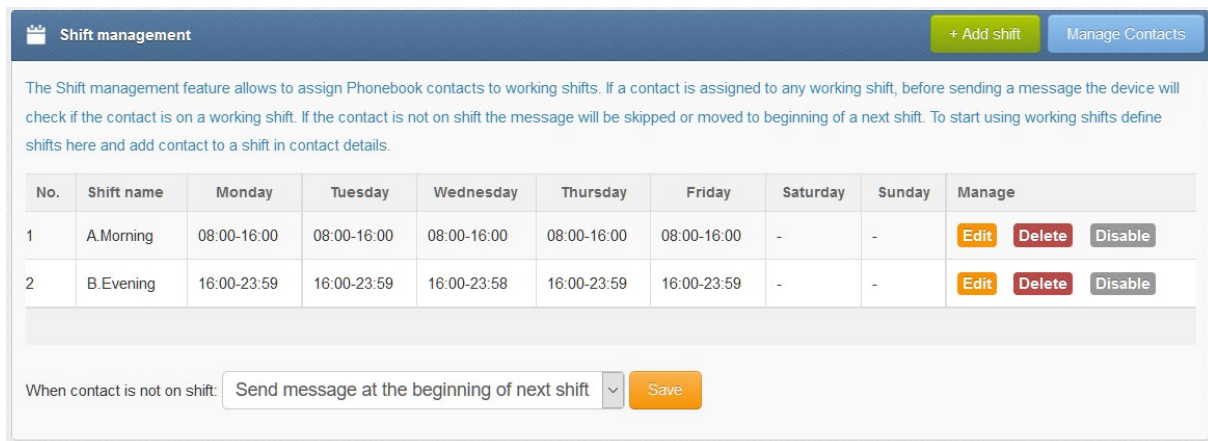 Shift management
+ Add shift
Manage Contacts
The Shift management feature allows to assign Phonebook contacts to working shifts. If a contact is assigned to any working shift, before sending a message the device will
check if the contact is on a working shift. If the contact is not on shift the message will be skipped or moved to beginning of a next shift. To start using working shifts define
shifts here and add contact to a shift in contact details.
No. Shift name Monday Tuesday Wednesday Thursday Friday Saturday Sunday Manage
1 A.Morning 08:00-16:00 08:00-16:00 08:00-16:00 08:00-16:00 08:00-16:00 - - Edit Delete Disable
2 B.Evening 16:00-23:59 16:00-23:59 16:00-23:58 16:00-23:59 16:00-23:59 - - Edit Delete Disable
When contact is not on shift: Send message at the beginning of next shift Save